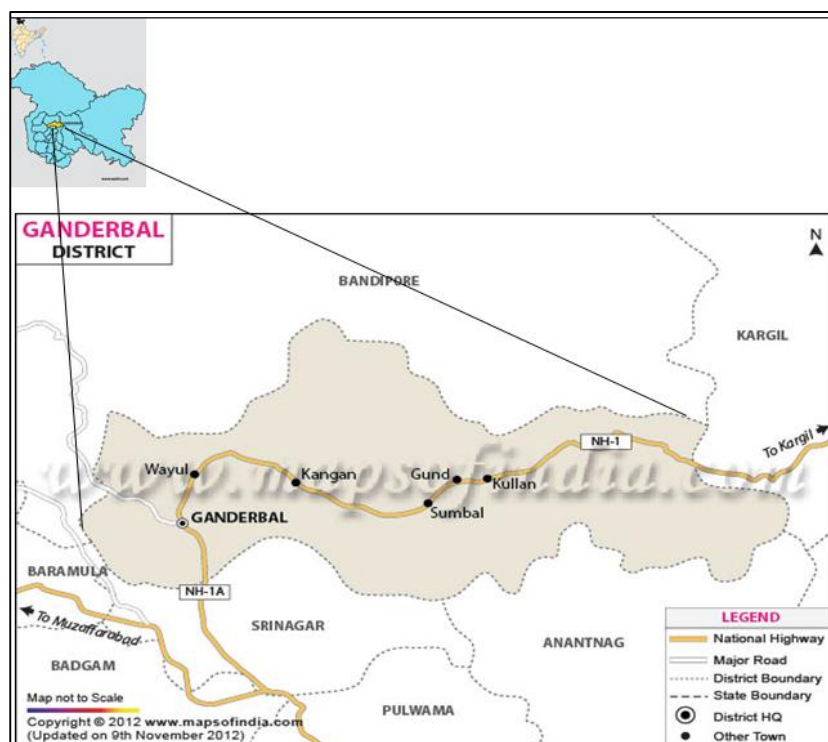 GANDERBAL
DISTRICT
N
BANDIPORE
KARGIL
NH-1
To Kargil
Wayul
Kangan
Gund
Kullan
Sumbal
www.mapsofindia.com
GANDERBAL
BARAMULA
NH-1A
To Muzaffarabad
SRINAGAR
ANANTNAG
BADGAM
PULWAMA
LEGEND
National Highway
Major Road
District Boundary
State Boundary
District HQ
Other Town
Map not to Scale
Copyright © 2012 www.mapsofindia.com
(Updated on 9th November 2012)